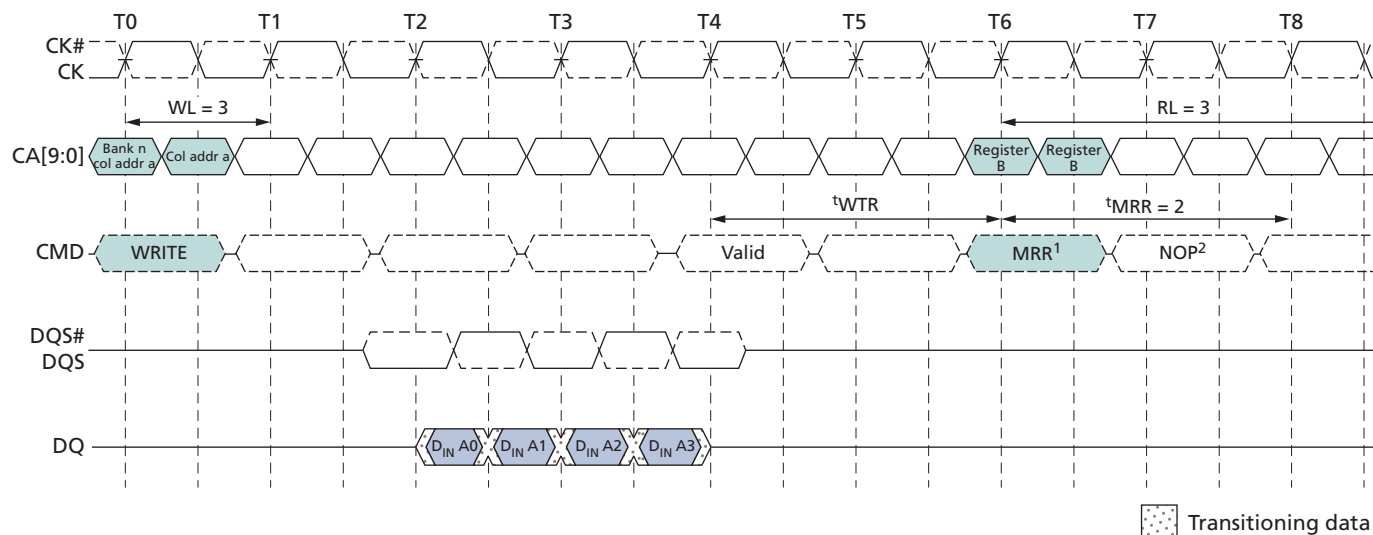 T0 T1 T2 T3 T4 T5 T6 T7 T8
CK#
CK
WL = 3
RL = 3
CA[9:0]
Bank n
col addr a
Col addr a
Register
B
Register
B
tWTR
tMRR = 2
CMD
WRITE
Valid
MRR1
NOP2
DQS#
DQS
DQ
DIN A0
DIN A1
DIN A2
DIN A3
Transitioning data